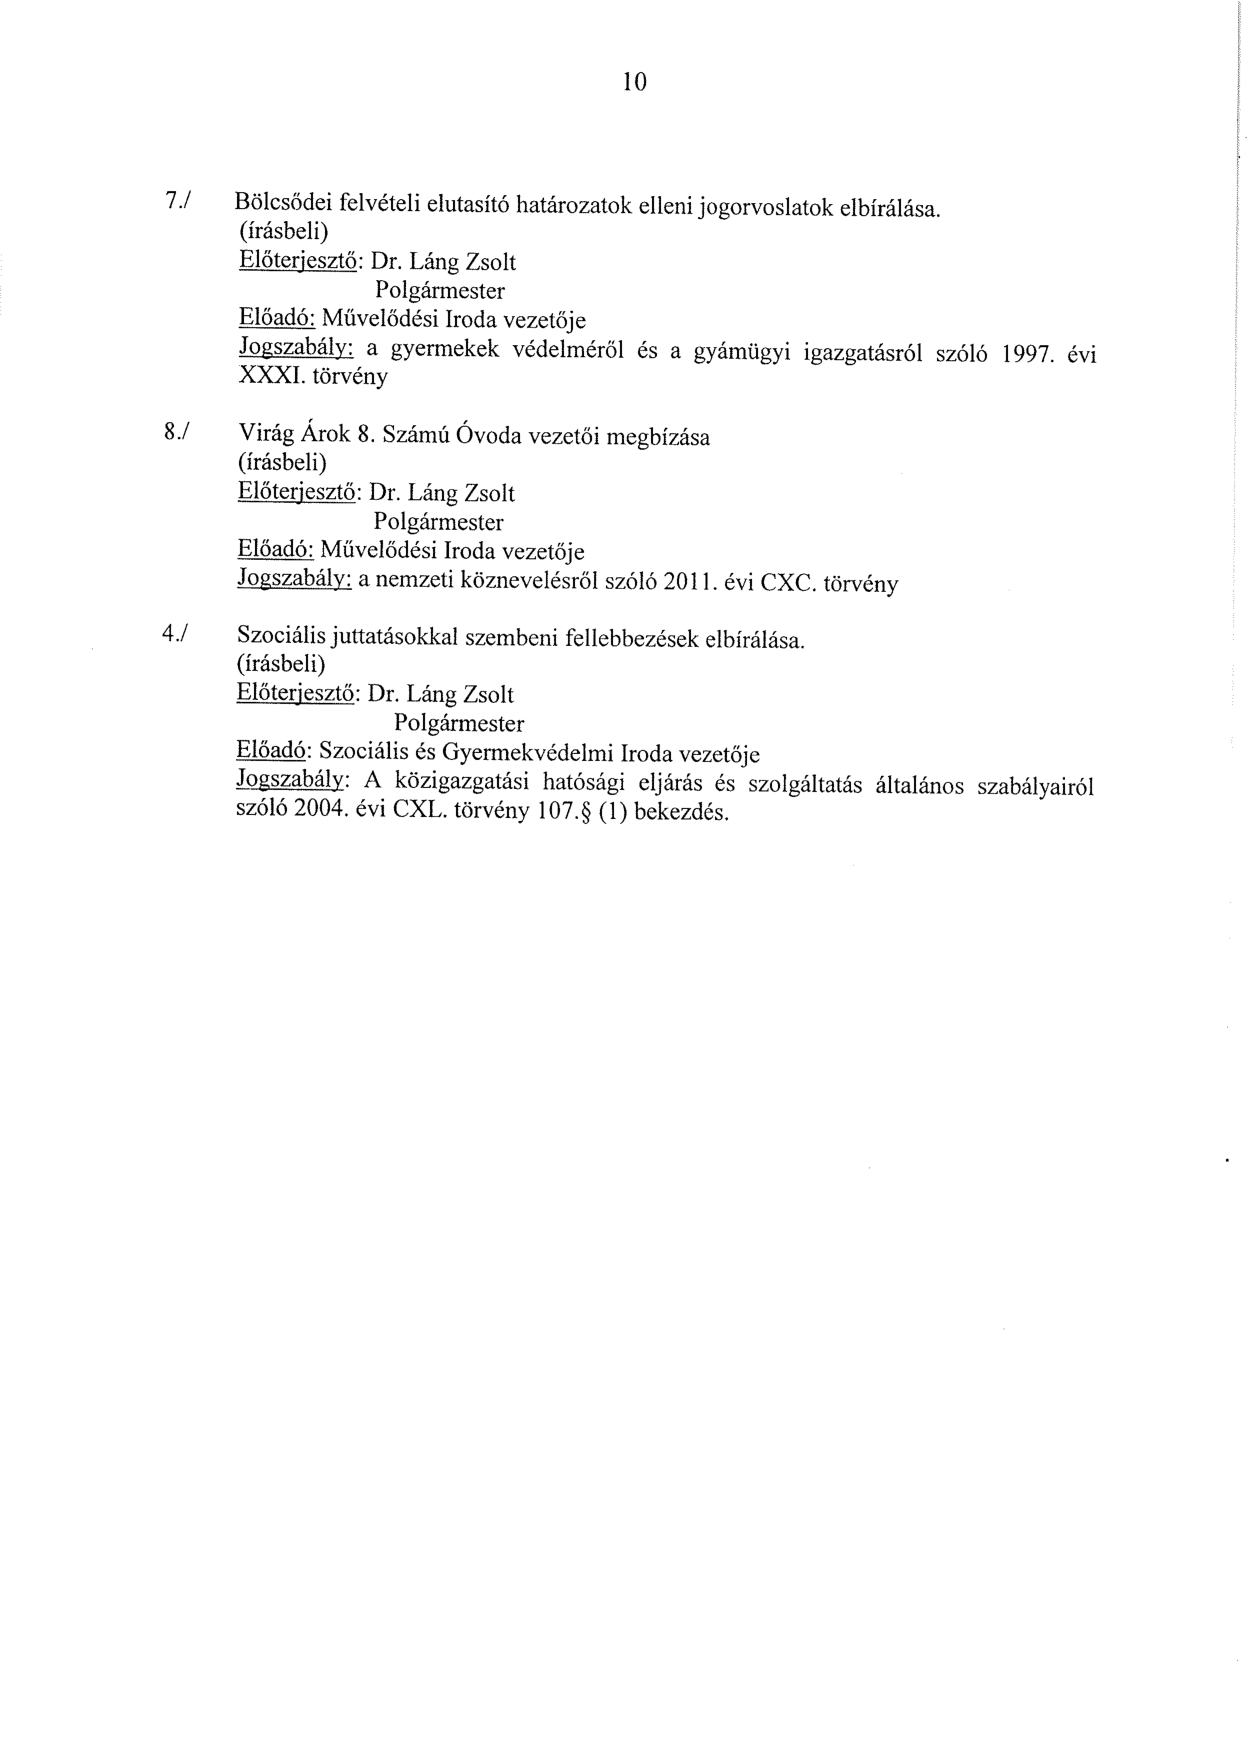 10
7./ Bölcsődei felvételi elutasító határozatok elleni jogorvoslatok elbírálása.
(írásbeli)
Előterjesztő: Dr. Láng Zsolt
Polgármester
Előadó: Művelődési Iroda vezetője
Jogszabály: a gyermekek védelméről és a gyámügyi igazgatásról szóló 1997. évi
XXXI. törvény
8./ Virág Árok 8. Számú Óvoda vezetői megbízása
(írásbeli)
Előterjesztő: Dr. Láng Zsolt
Polgármester
Előadó: Művelődési Iroda vezetője
Jogszabály: a nemzeti köznevelésről szóló 2011. évi CXC. törvény
4./ Szociális juttatásokkal szembeni fellebbezések elbírálása.
(írásbeli)
Előterjesztő: Dr. Láng Zsolt
Polgármester
Előadó: Szociális és Gyermekvédelmi Iroda vezetője
Jogszabály: A közigazgatási hatósági eljárás és szolgáltatás általános szabályairól
szóló 2004. évi CXL. törvény 107.§ (1) bekezdés.